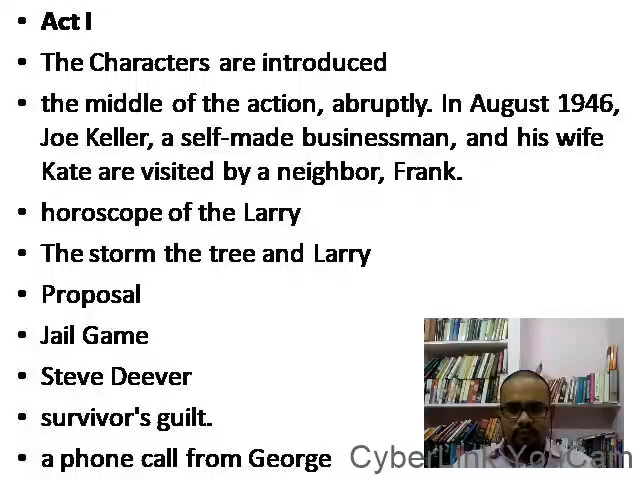 • Act I
• The Characters are introduced
• the middle of the action, abruptly. In August 1946,
Joe Keller, a self-made businessman, and his wife
Kate are visited by a neighbor, Frank.
• horoscope of the Larry
• The storm the tree and Larry
• Proposal
• Jail Game
• Steve Deever
• survivor's guilt.
• a phone call from George
CyberLink YouCam